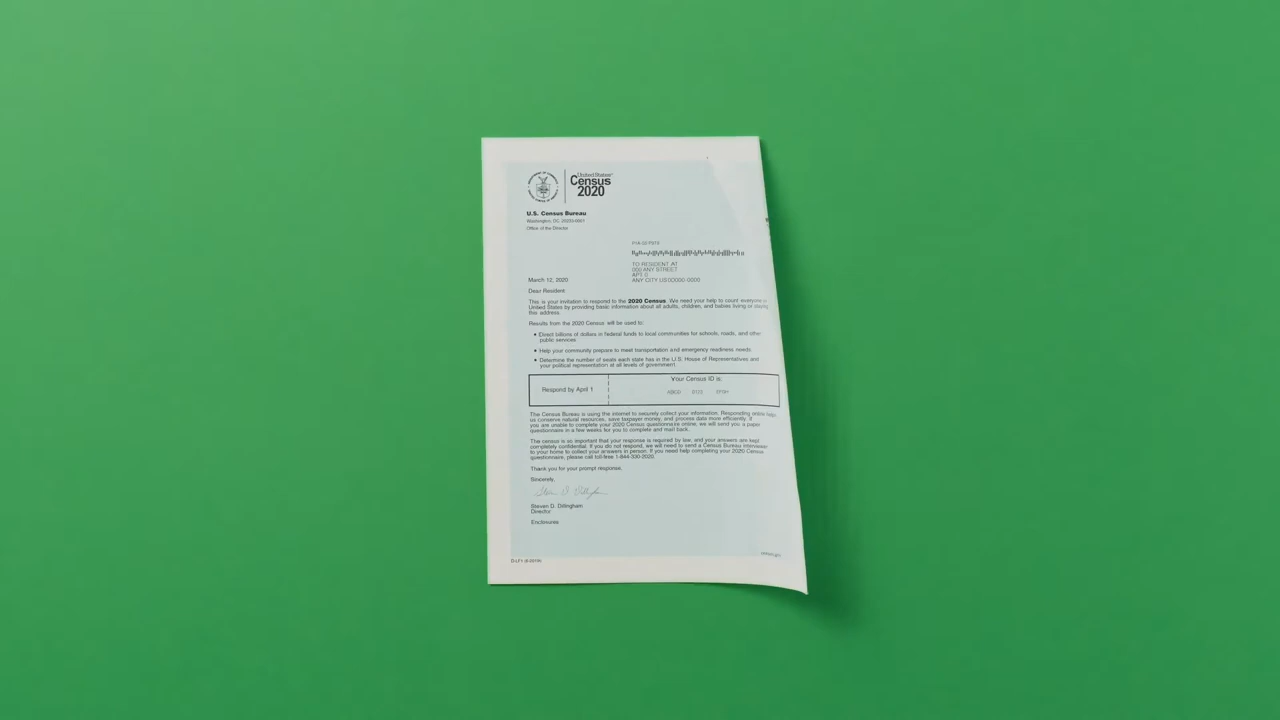 United States®
Census
2020
U.S. Census Bureau
Washington, DC 20233-0001
Office of the Director
TO RESIDENT AT
000 ANY STREET
APT C
ANY CITY US 00000-0000
March 12, 2020
Dear Resident:
This is your invitation to respond to the 2020 Census. We need your help to count everyone in
United States by providing basic information about all adults, children, and babies living or staying
this address.
Results from the 2020 Census will be used to:
• Direct billions of dollars in federal funds to local communities for schools, roads, and other
public services
• Help your community prepare to meet transportation and emergency readiness needs.
• Determine the number of seats each state has in the U.S. House of Representatives and
your political representation at all levels of government
Respond by April 1
Your Census ID is:
The Census Bureau is using the internet to securely collect your information. Responding online helps
us conserve natural resources, save taxpayer money, and process data more efficiently. If
you are unable to complete your 2020 Census questionnaire online, we will send you a paper
questionnaire in a few weeks for you to complete and mail back.
The census is so important that your response is required by law, and your answers are kept
completely confidential. If you do not respond, we will need to send a Census Bureau interviewer
to your home to collect your answers in person. If you need help completing your 2020 Census
questionnaire, please call toll-free 1-844-330-2020.
Thank you for your prompt response.
Sincerely,
Steven D. Dillingham
Steven D. Dillingham
Director
Enclosures